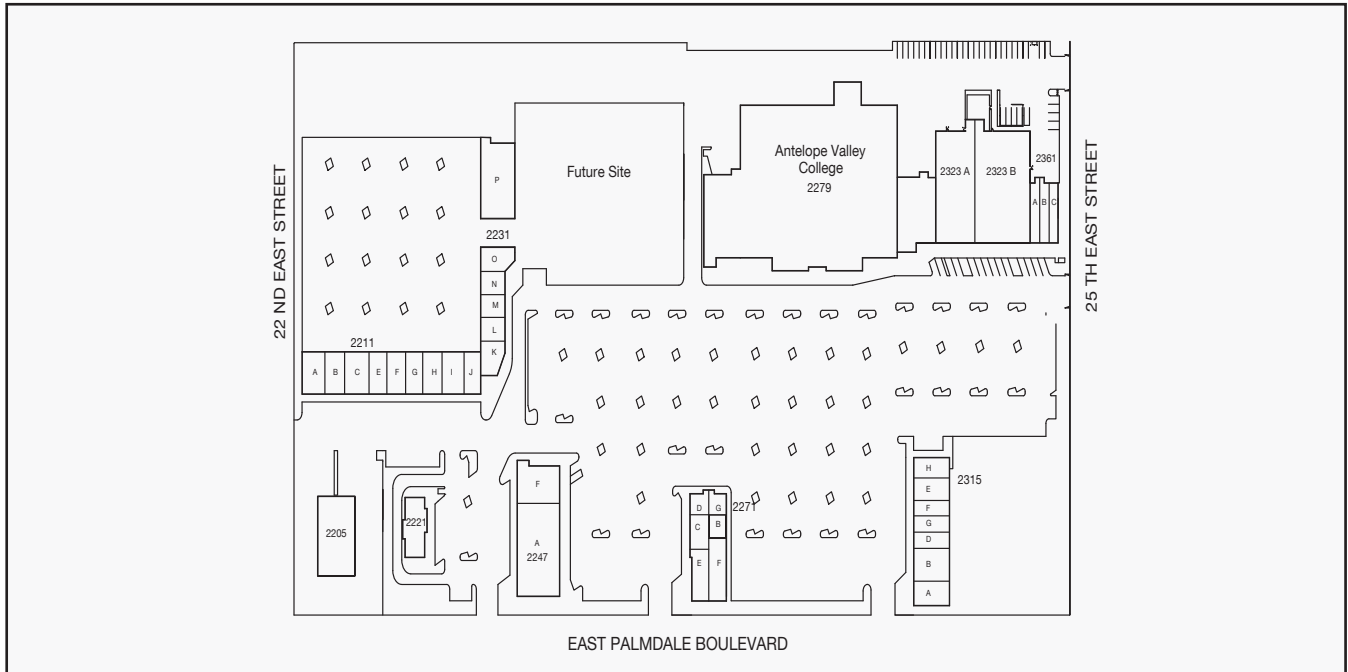 Antelope Valley
College
2279
Future Site
P
2323 A
2323 B
2361
A
B
C
22 ND EAST STREET
25 TH EAST STREET
2231
O
N
M
L
K
2211
A
B
C
E
F
G
H
I
J
2205
2221
F
A
2247
D
G
2271
C
B
E
F
H
2315
E
F
G
D
B
A
EAST PALMDALE BOULEVARD